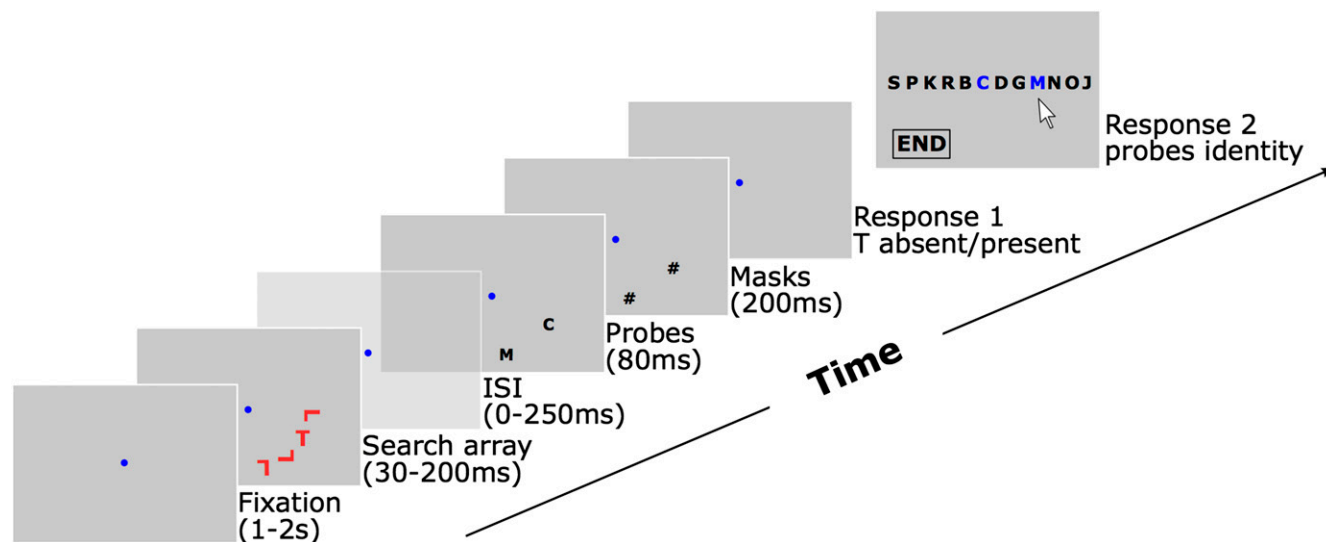 Fixation
(1-2s)
T
Search array
(30-200ms)
ISI
(0-250ms)
M
C
Probes
(80ms)
#
#
Masks
(200ms)
Response 1
T absent/present
S P K R B C D G M N O J
END
Response 2
probes identity
Time